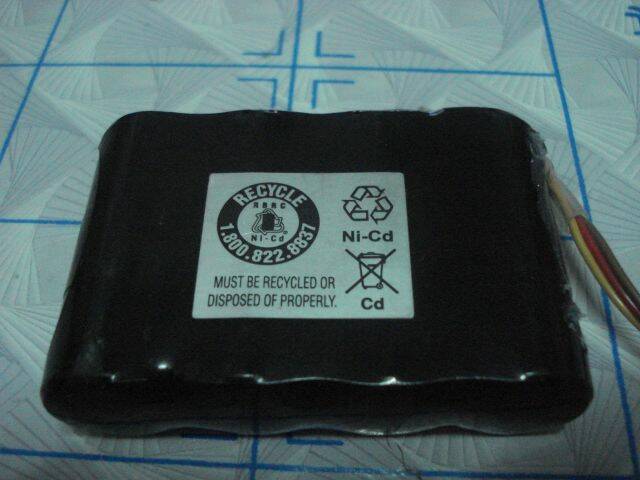 RECYCLE
RBRC
Ni-Cd
1.800.822.8837
Ni-Cd
MUST BE RECYCLED OR
DISPOSED OF PROPERLY.
Cd